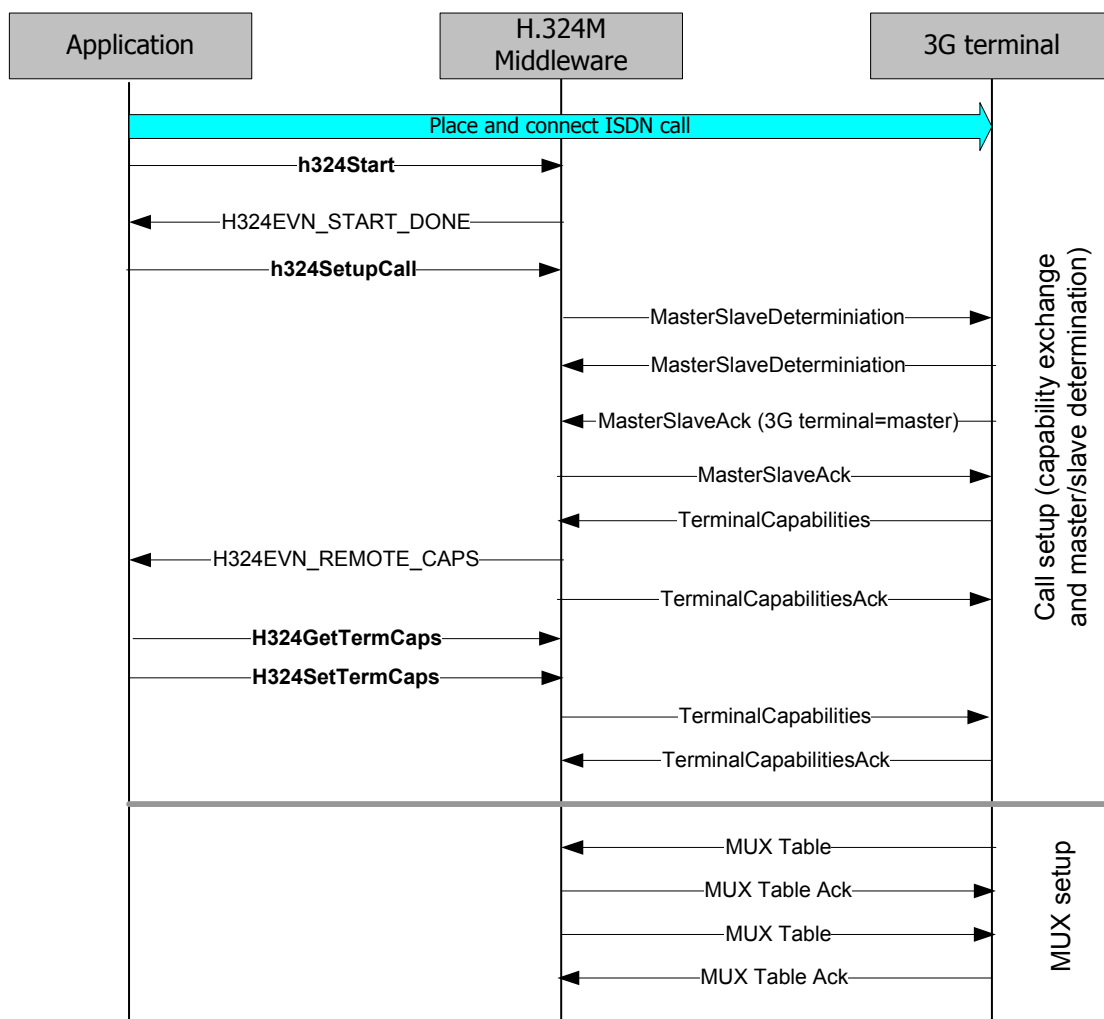 Application
H.324M
Middleware
3G terminal
Place and connect ISDN call
h324Start
H324EVN_START_DONE
h324SetupCall
MasterSlaveDeterminiation
MasterSlaveDeterminiation
MasterSlaveAck (3G terminal=master)
MasterSlaveAck
TerminalCapabilities
H324EVN_REMOTE_CAPS
TerminalCapabilitiesAck
H324GetTermCaps
H324SetTermCaps
TerminalCapabilities
TerminalCapabilitiesAck
Call setup (capability exchange
and master/slave determination)
MUX Table
MUX Table Ack
MUX Table
MUX Table Ack
MUX setup